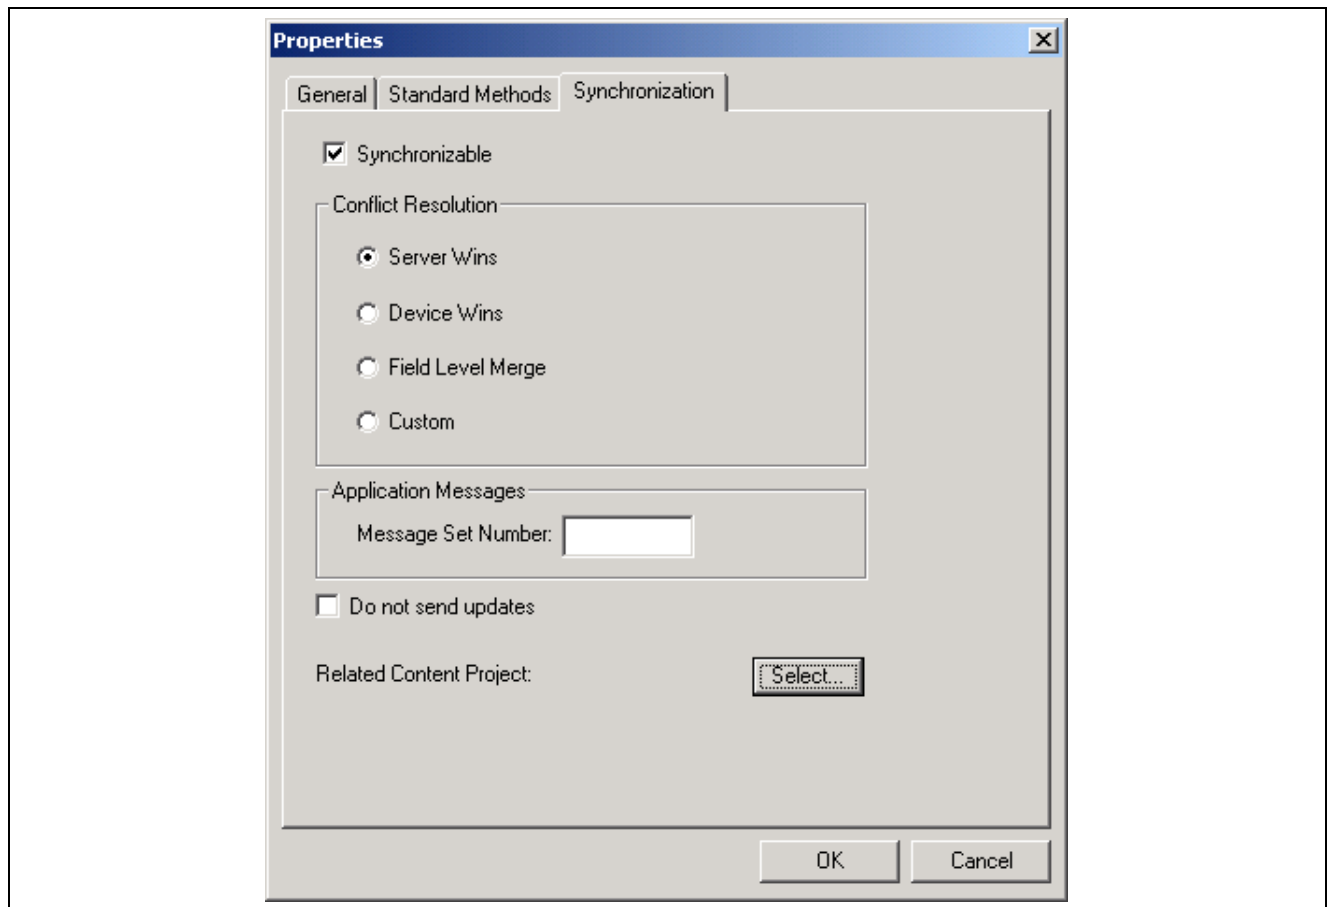 Properties
General Standard Methods Synchronization
Synchronizable
Conflict Resolution
Server Wins
Device Wins
Field Level Merge
Custom
Application Messages
Message Set Number:
Do not send updates
Related Content Project: Select...
OK Cancel